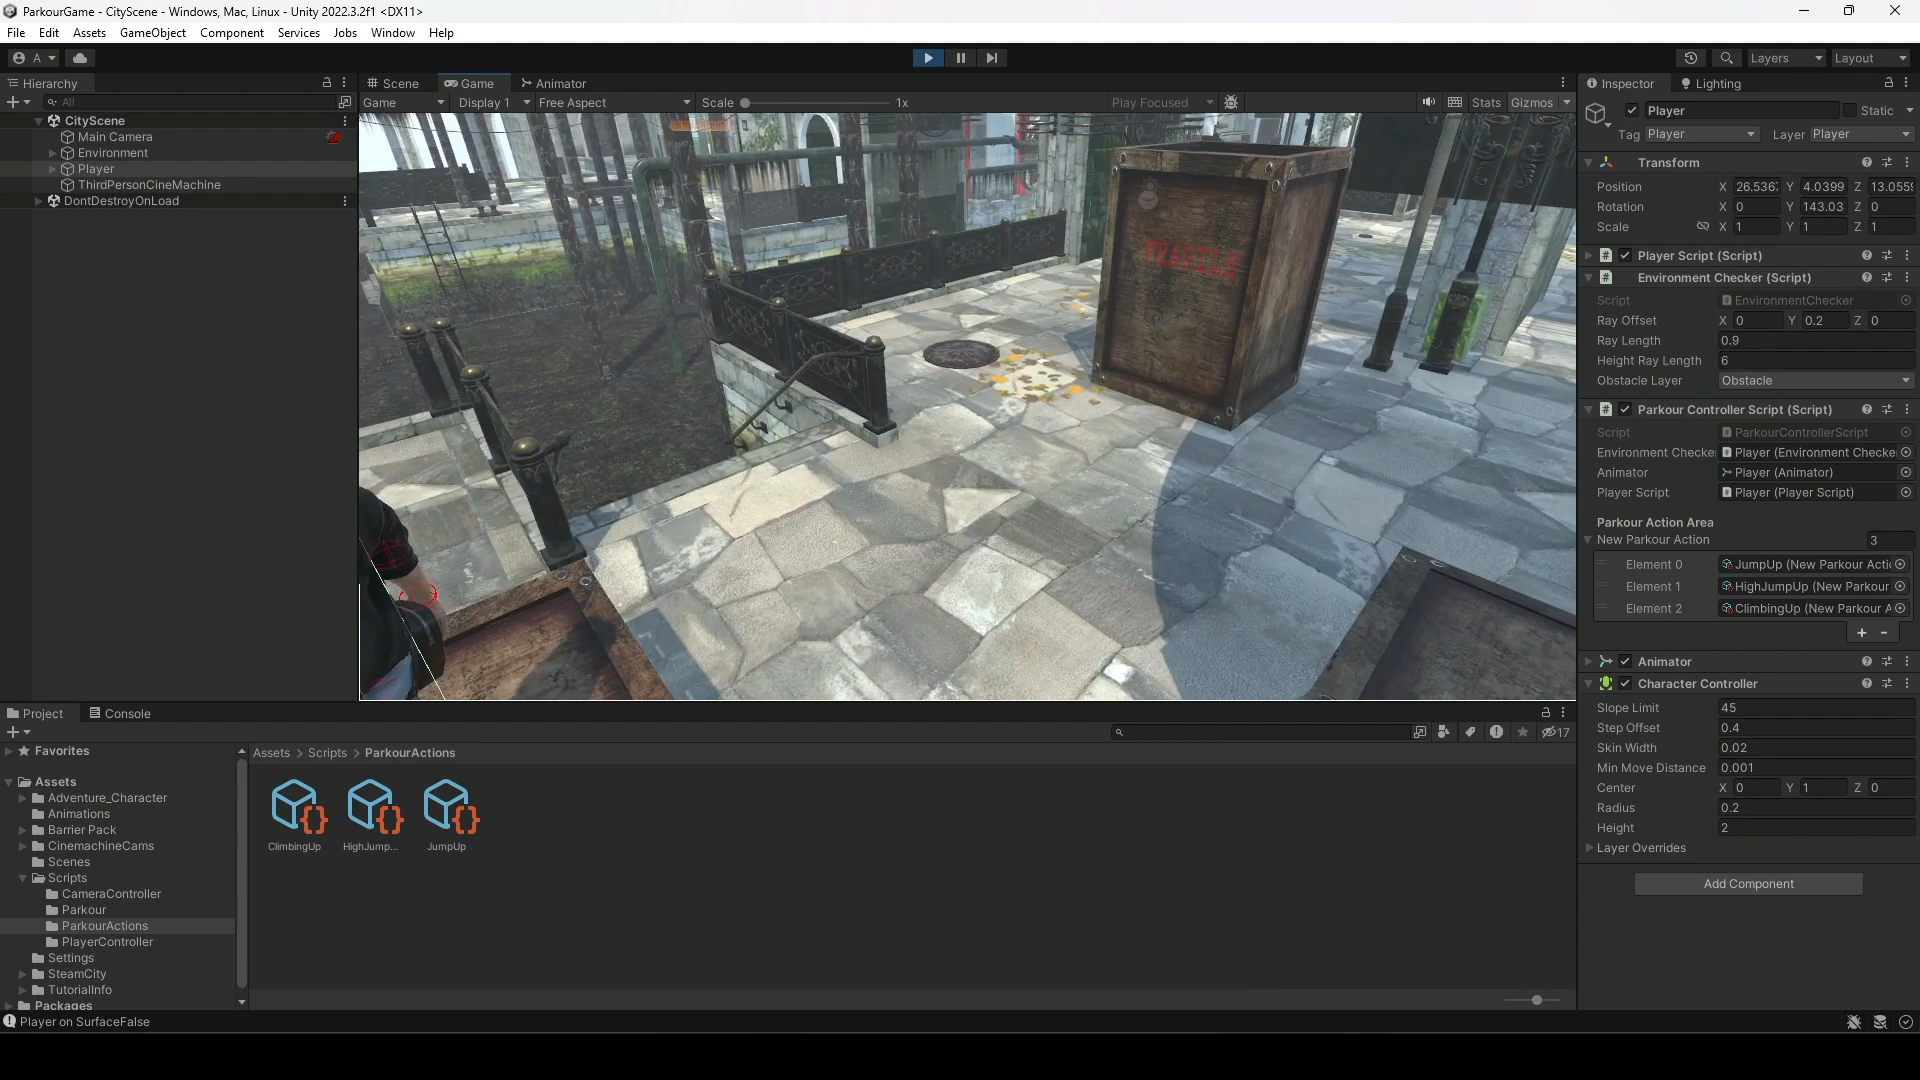 ParkourGame - CityScene - Windows, Mac, Linux - Unity 2022.3.2f1 <DX11>
File Edit Assets GameObject Component Services Jobs Window Help
A Layers Layout
Hierarchy
All
CityScene
Main Camera
Environment
Player
ThirdPersonCineMachine
DontDestroyOnLoad
Scene Game Animator
Game Display 1 Free Aspect Scale 1x Play Focused Stats Gizmos
FRAGILE
Inspector Lighting
Player Static
Tag Player Layer Player
Transform
Position X 26.536 Y 4.0399 Z 13.0559
Rotation X 0 Y 143.03 Z 0
Scale X 1 Y 1 Z 1
Player Script (Script)
Environment Checker (Script)
Script EnvironmentChecker
Ray Offset X 0 Y 0.2 Z 0
Ray Length 0.9
Height Ray Length 6
Obstacle Layer Obstacle
Parkour Controller Script (Script)
Script ParkourControllerScript
Environment Checke Player (Environment Checke
Animator Player (Animator)
Player Script Player (Player Script)
Parkour Action Area
New Parkour Action 3
Element 0 JumpUp (New Parkour Acti
Element 1 HighJumpUp (New Parkour
Element 2 ClimbingUp (New Parkour A
+ -
Animator
Character Controller
Slope Limit 45
Step Offset 0.4
Skin Width 0.02
Min Move Distance 0.001
Center X 0 Y 1 Z 0
Radius 0.2
Height 2
Layer Overrides
Add Component
Project Console
17
Favorites
Assets
Adventure_Character
Animations
Barrier Pack
CinemachineCams
Scenes
Scripts
CameraController
Parkour
ParkourActions
PlayerController
Settings
SteamCity
TutorialInfo
Packages
Assets > Scripts > ParkourActions
ClimbingUp HighJump... JumpUp
Player on SurfaceFalse